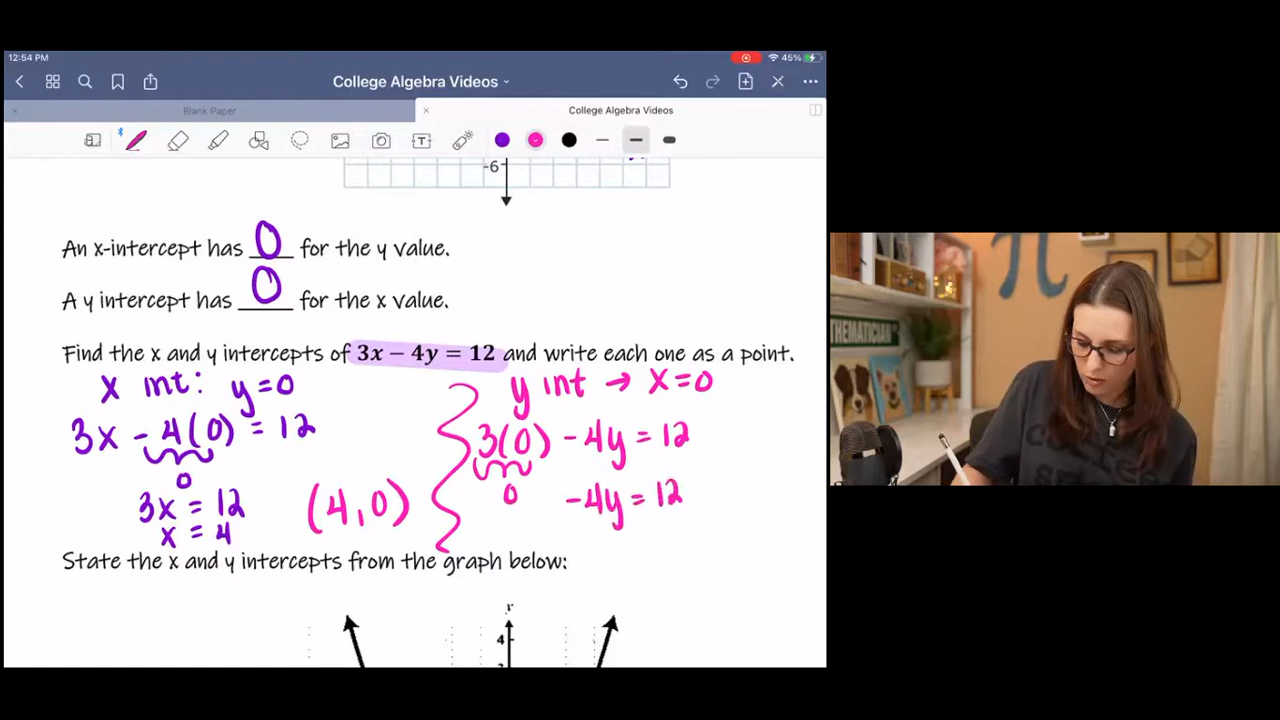 12:54 PM
45%
College Algebra Videos
Blank Paper
College Algebra Videos
-6
An x-intercept has 0 for the y value.
A y intercept has 0 for the x value.
Find the x and y intercepts of 3x − 4y = 12 and write each one as a point.
x int: y=0
3x - 4(0) = 12
0
3x = 12
x = 4
(4,0)
y int → x=0
3(0) - 4y = 12
0
-4y = 12
State the x and y intercepts from the graph below:
Y
4
MATHEMATICIAN